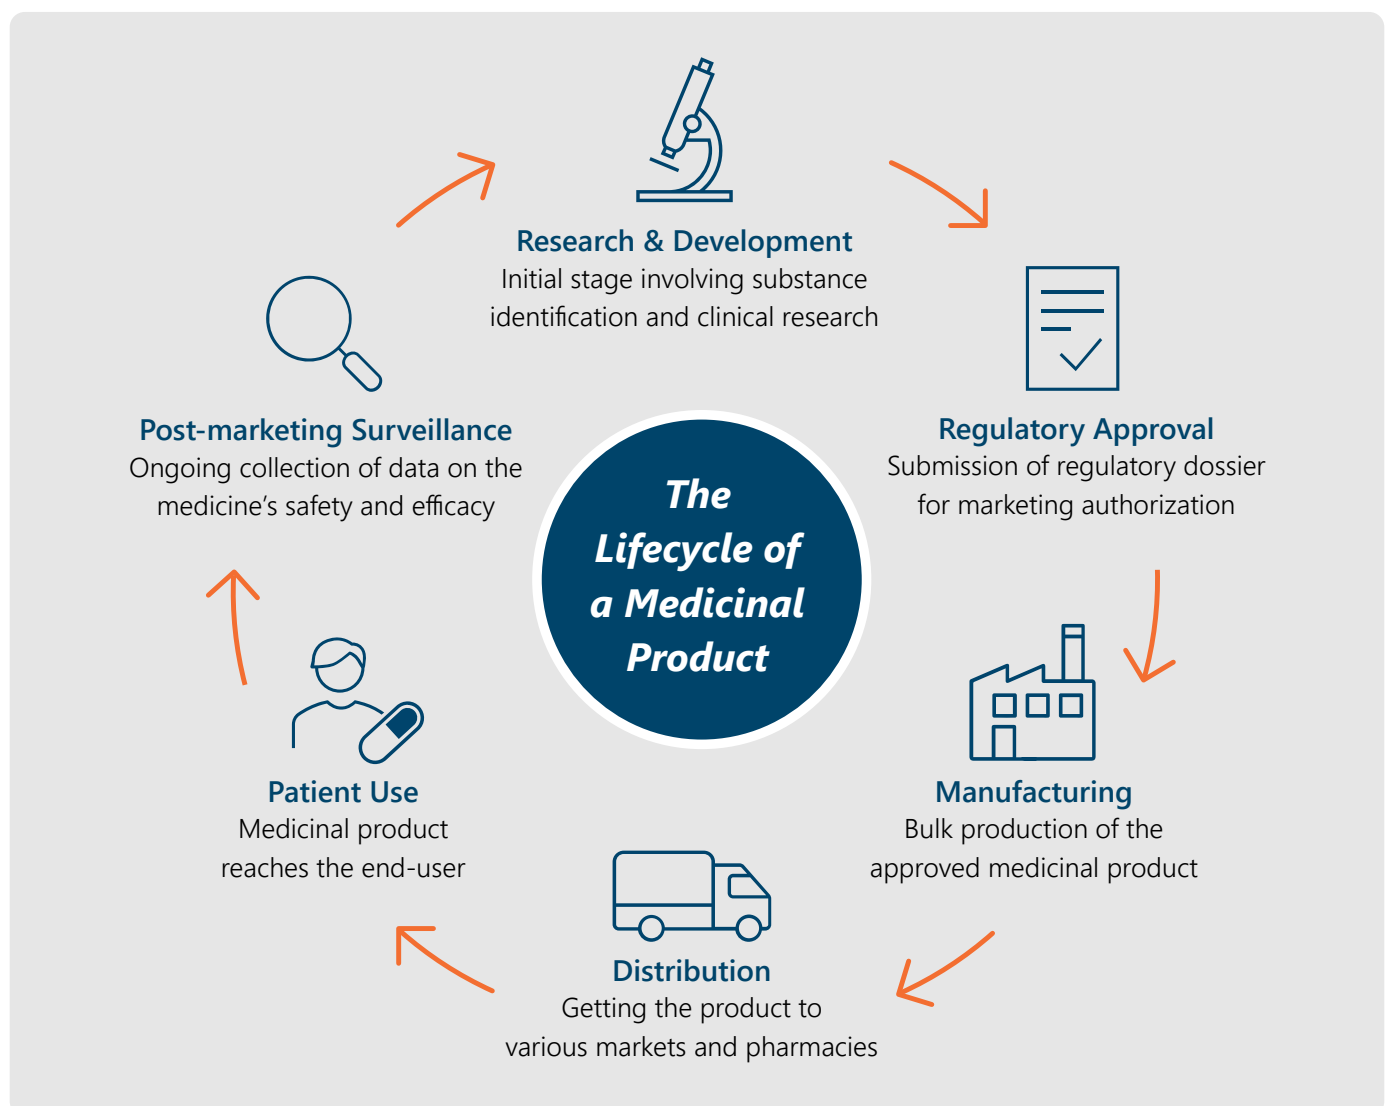 Research & Development
Initial stage involving substance
identification and clinical research
Regulatory Approval
Submission of regulatory dossier
for marketing authorization
Manufacturing
Bulk production of the
approved medicinal product
Distribution
Getting the product to
various markets and pharmacies
Patient Use
Medicinal product
reaches the end-user
Post-marketing Surveillance
Ongoing collection of data on the
medicine’s safety and efficacy
The
Lifecycle of
a Medicinal
Product